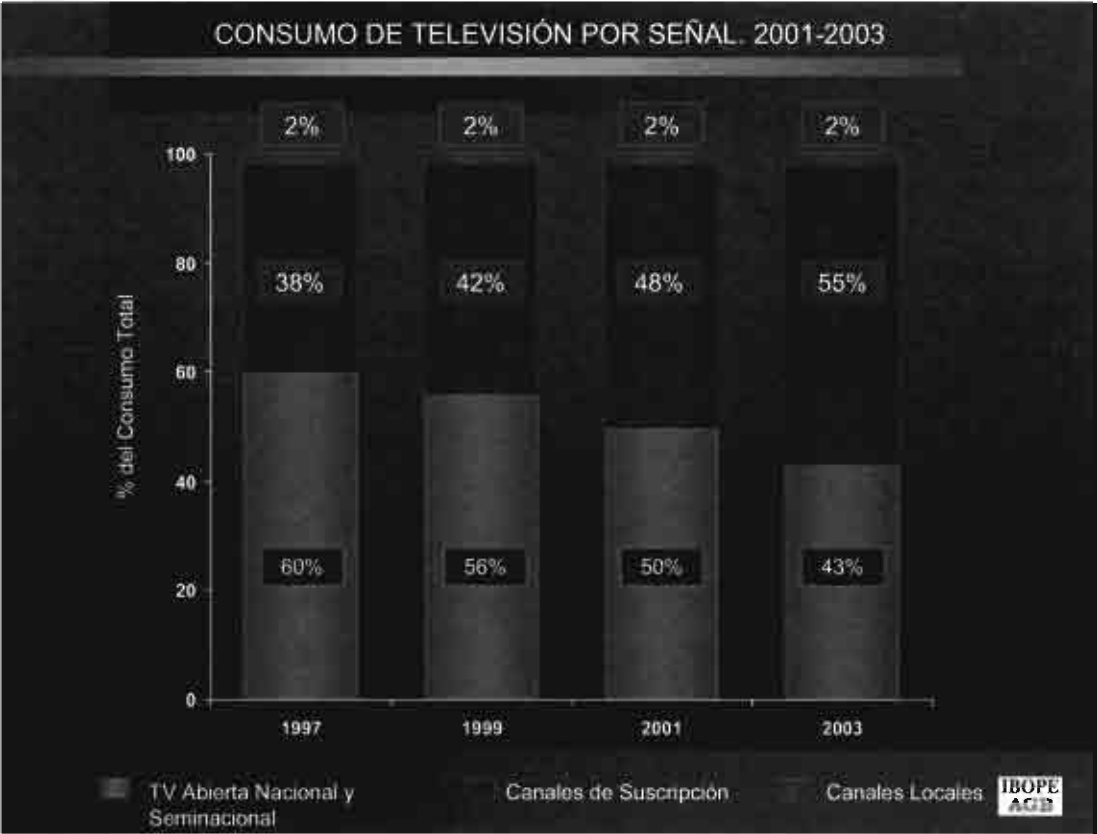 CONSUMO DE TELEVISIÓN POR SEÑAL. 2001-2003
2% 2% 2% 2%
100
80
38% 42% 48% 55%
% del Consumo Total
60
40
60% 56% 50% 43%
20
0
1997 1999 2001 2003
TV Abierta Nacional y
Seminacional
Canales de Suscripción
Canales Locales
IBOPE
AGB